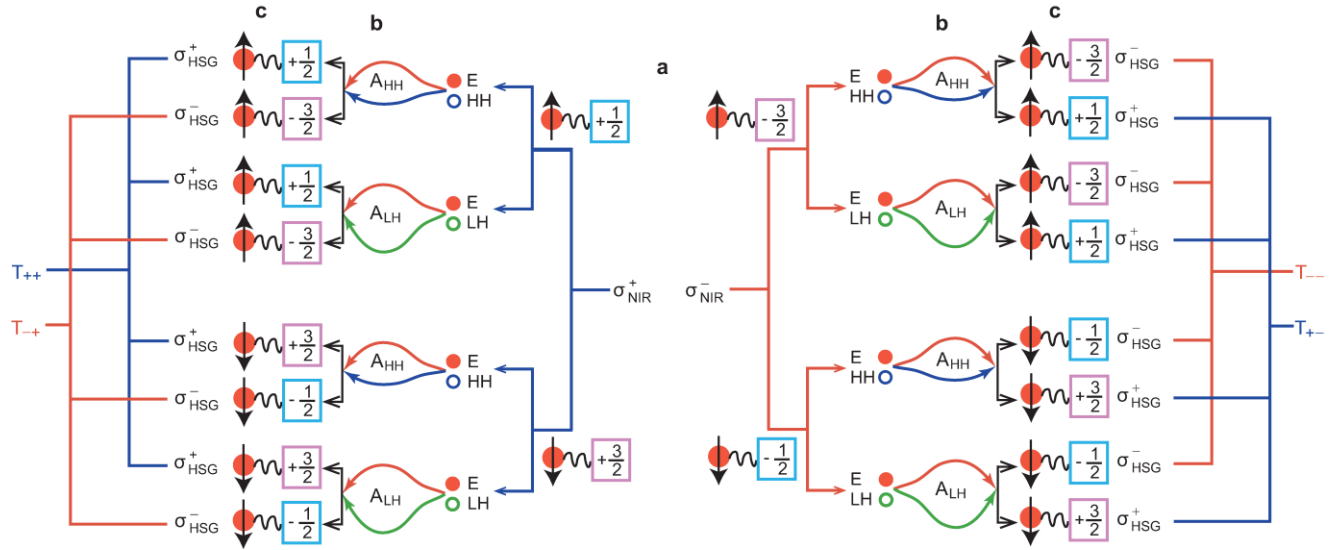 c b a b c
σ⁺HSG +1/2 AHH E HH
σ⁻HSG -3/2 +1/2
σ⁺HSG +1/2 ALH E LH
σ⁻HSG -3/2
T++
T-+
σ⁺NIR
σ⁺HSG +3/2 AHH E HH
σ⁻HSG -1/2
σ⁺HSG +3/2 ALH E LH +3/2
σ⁻HSG -1/2
E HH AHH -3/2 σ⁻HSG
-3/2 +1/2 σ⁺HSG
E LH ALH -3/2 σ⁻HSG
+1/2 σ⁺HSG
σ⁻NIR
T--
T+-
E HH AHH -1/2 σ⁻HSG
+3/2 σ⁺HSG
-1/2 E LH ALH -1/2 σ⁻HSG
+3/2 σ⁺HSG